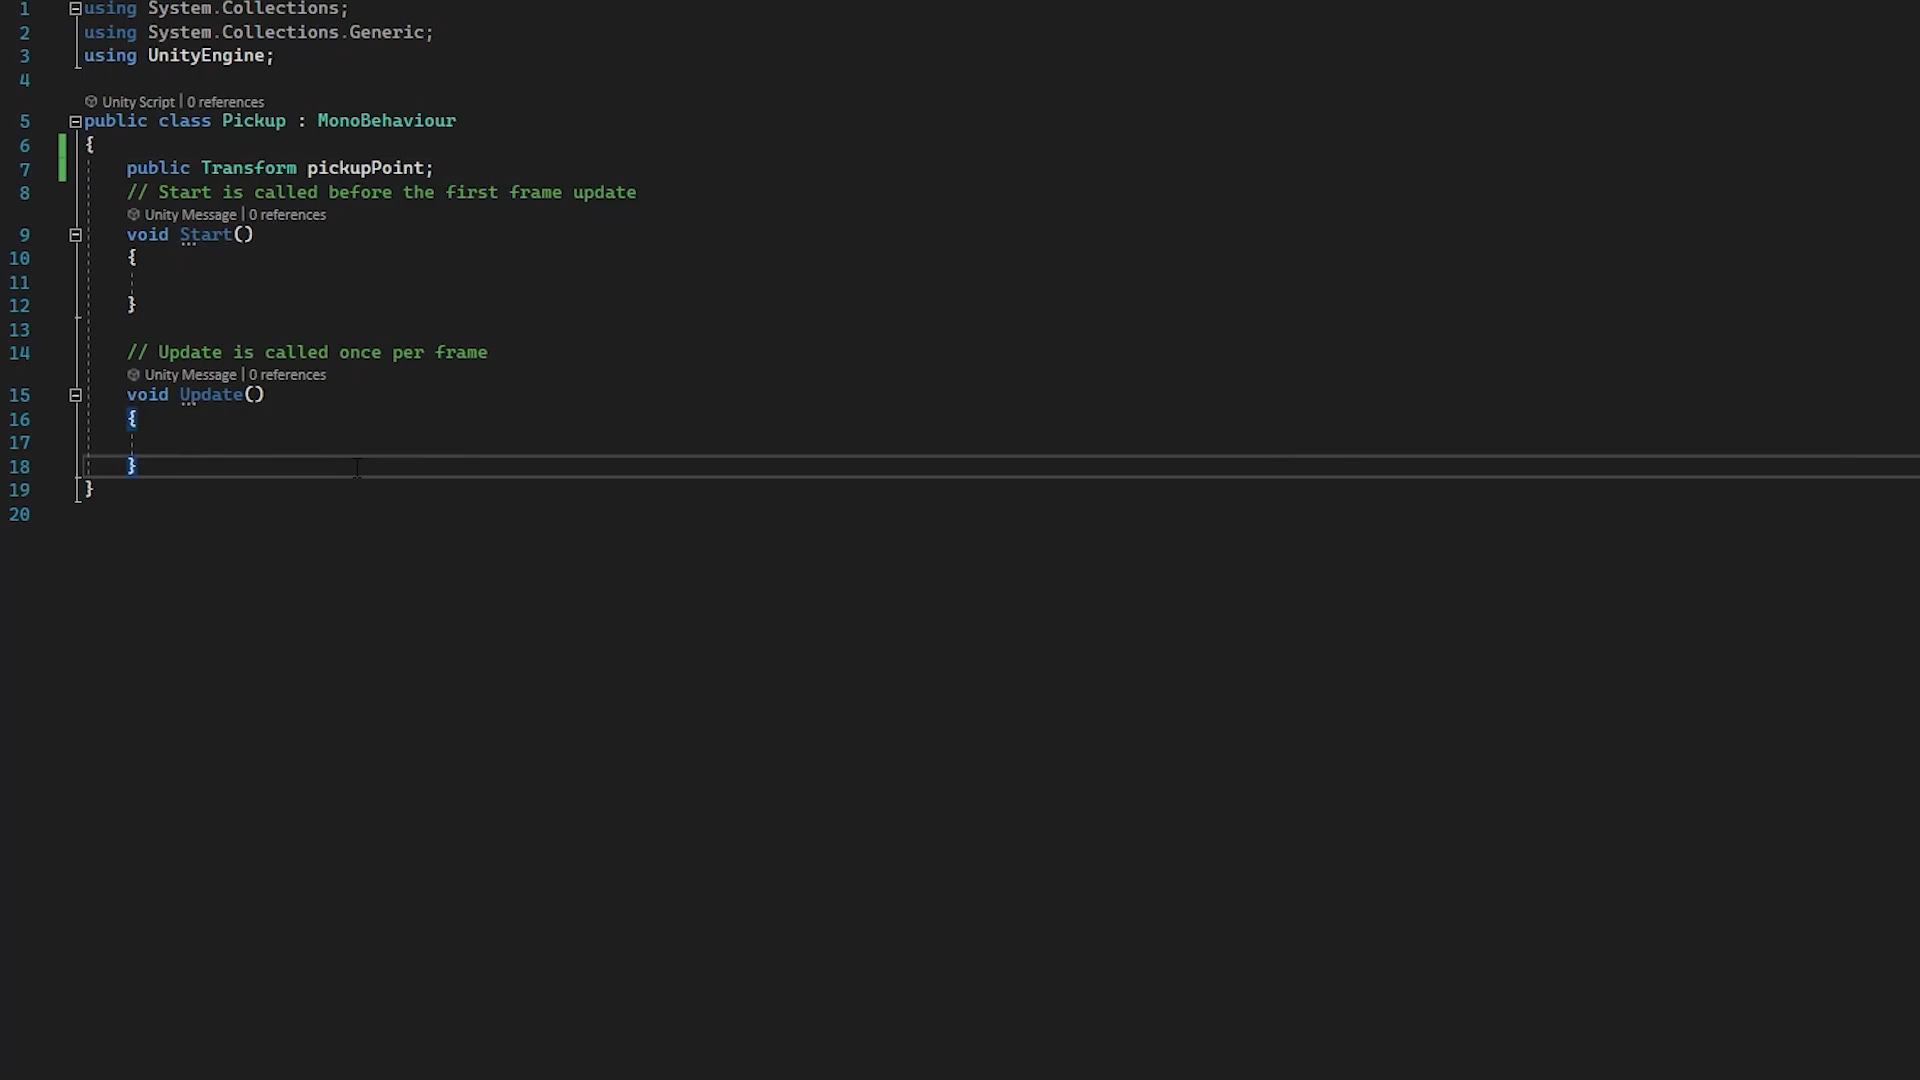 1 using System.Collections;
2 using System.Collections.Generic;
3 using UnityEngine;
4
Unity Script | 0 references
5 public class Pickup : MonoBehaviour
6 {
7 public Transform pickupPoint;
8 // Start is called before the first frame update
Unity Message | 0 references
9 void Start()
10 {
11
12 }
13
14 // Update is called once per frame
Unity Message | 0 references
15 void Update()
16 {
17
18 }
19 }
20